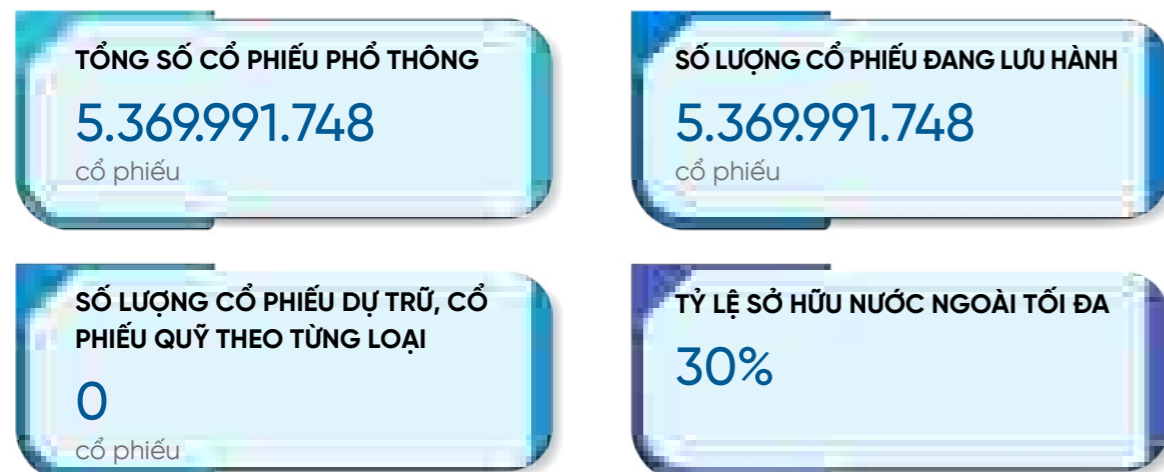 TỔNG SỐ CỔ PHIẾU PHỔ THÔNG
5.369.991.748
cổ phiếu
SỐ LƯỢNG CỔ PHIẾU ĐANG LƯU HÀNH
5.369.991.748
cổ phiếu
SỐ LƯỢNG CỔ PHIẾU DỰ TRỮ, CỔ
PHIẾU QUỸ THEO TỪNG LOẠI
0
cổ phiếu
TỶ LỆ SỞ HỮU NƯỚC NGOÀI TỐI ĐA
30%